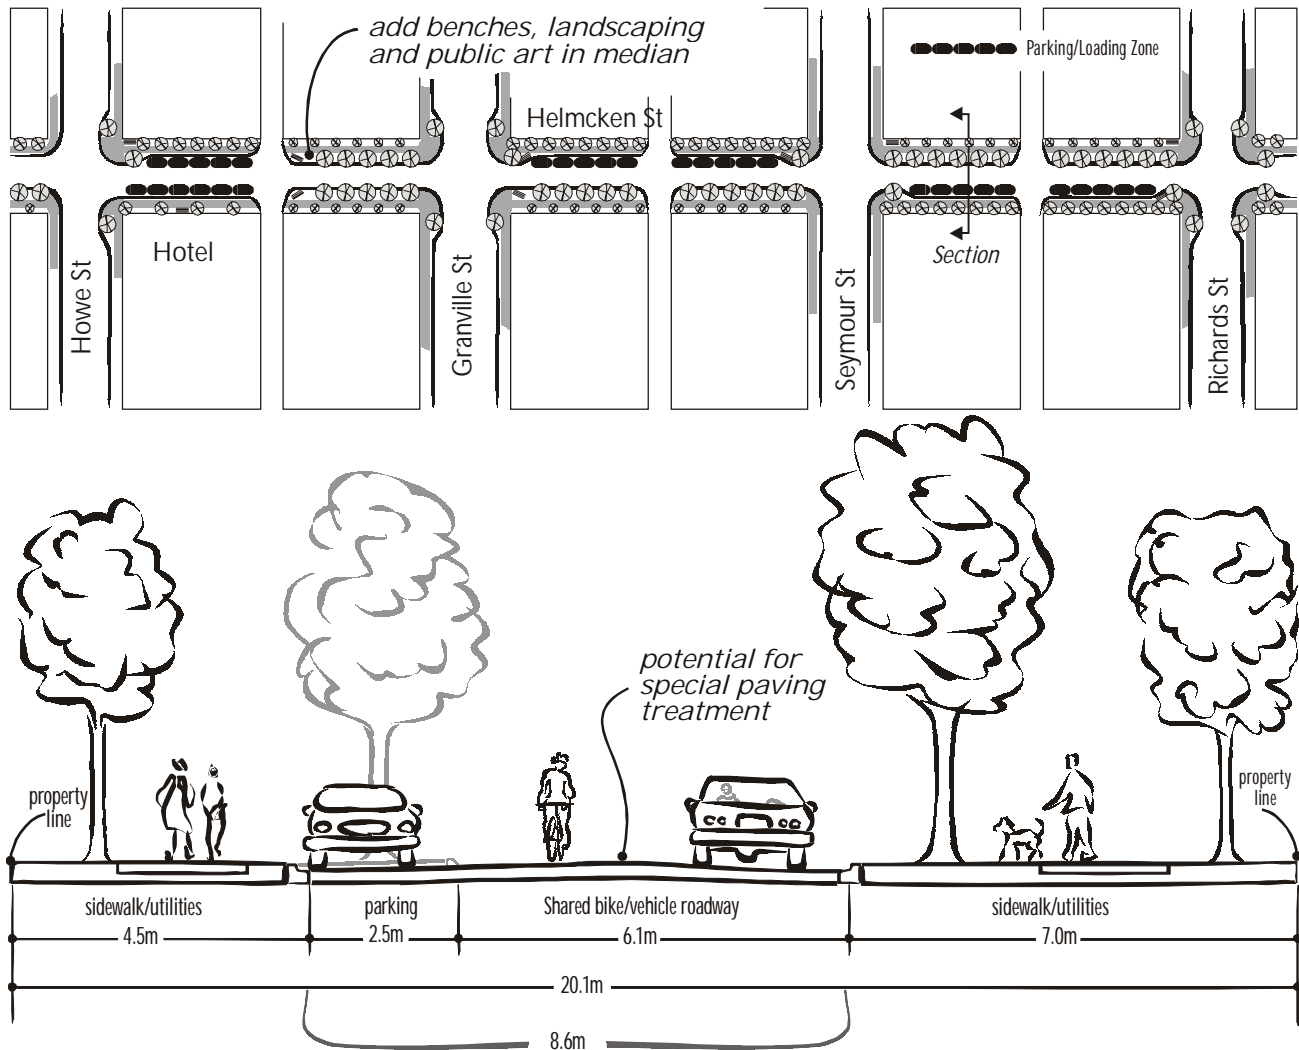 add benches, landscaping
and public art in median
Parking/Loading Zone
Helmcken St
Hotel
Section
Howe St
Granville St
Seymour St
Richards St
potential for
special paving
treatment
property
line
property
line
sidewalk/utilities
parking
Shared bike/vehicle roadway
sidewalk/utilities
4.5m
2.5m
6.1m
7.0m
20.1m
8.6m